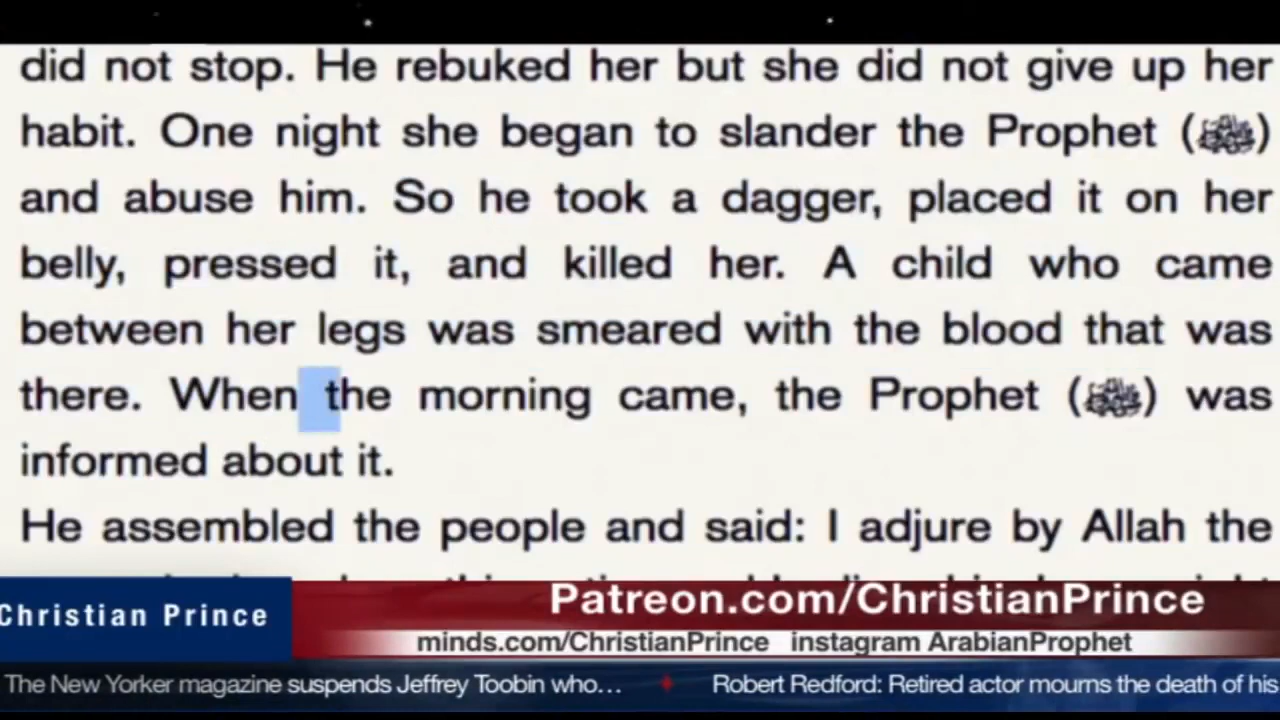 did not stop. He rebuked her but she did not give up her
habit. One night she began to slander the Prophet (ﷺ)
and abuse him. So he took a dagger, placed it on her
belly, pressed it, and killed her. A child who came
between her legs was smeared with the blood that was
there. When the morning came, the Prophet (ﷺ) was
informed about it.
He assembled the people and said: I adjure by Allah the
Christian Prince
Patreon.com/ChristianPrince
minds.com/ChristianPrince instagram ArabianProphet
The New Yorker magazine suspends Jeffrey Toobin who… ♦ Robert Redford: Retired actor mourns the death of his